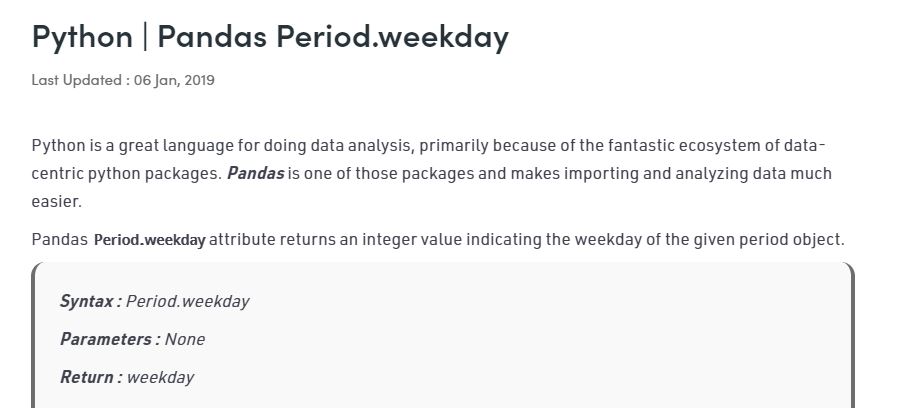 Python | Pandas Period.weekday
Last Updated : 06 Jan, 2019
Python is a great language for doing data analysis, primarily because of the fantastic ecosystem of data-
centric python packages. Pandas is one of those packages and makes importing and analyzing data much
easier.
Pandas Period.weekday attribute returns an integer value indicating the weekday of the given period object.
Syntax : Period.weekday
Parameters : None
Return : weekday